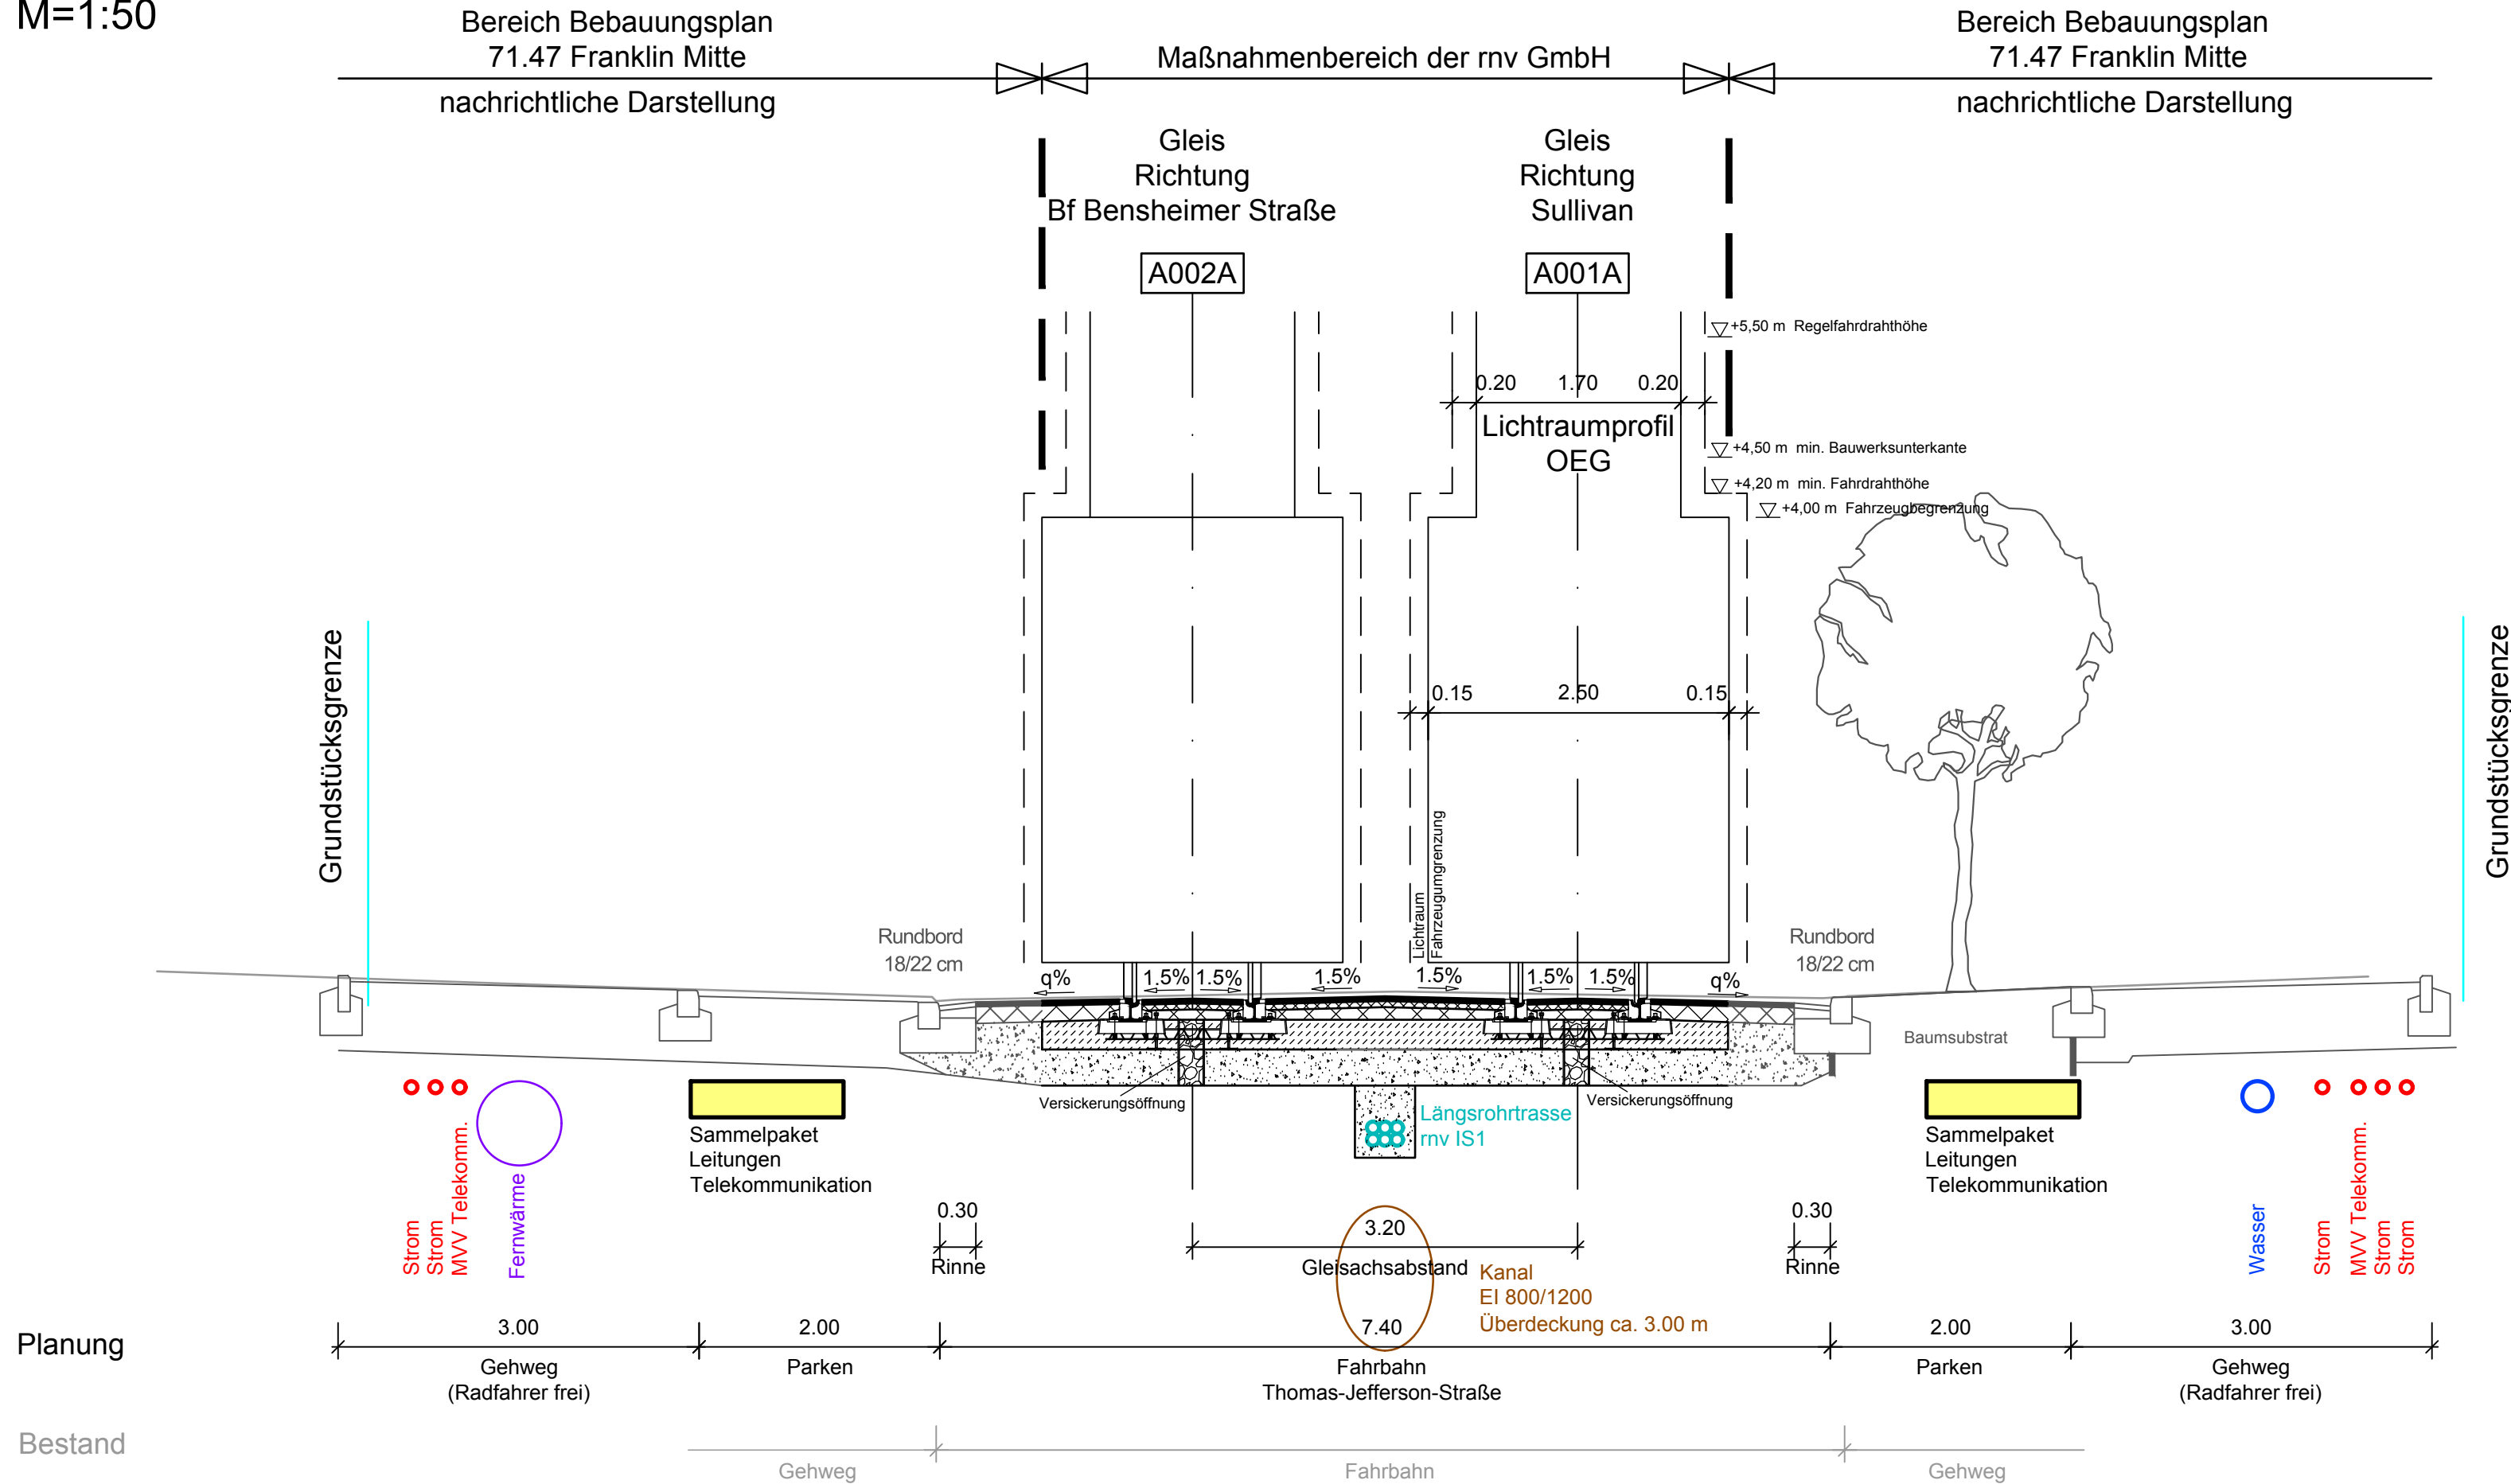 M=1:50
Bereich Bebauungsplan
71.47 Franklin Mitte
nachrichtliche Darstellung
Maßnahmenbereich der rnv GmbH
Bereich Bebauungsplan
71.47 Franklin Mitte
nachrichtliche Darstellung
Gleis
Richtung
Bf Bensheimer Straße
A002A
Gleis
Richtung
Sullivan
A001A
+5,50 m Regelfahrdrahthöhe
0.20 1.70 0.20
Lichtraumprofil
OEG
+4,50 m min. Bauwerksunterkante
+4,20 m min. Fahrdrahthöhe
+4,00 m Fahrzeugbegrenzung
Grundstücksgrenze
Grundstücksgrenze
0.15 2.50 0.15
Lichtraum
Fahrzeugumgrenzung
Rundbord
18/22 cm
Rundbord
18/22 cm
q% 1.5% 1.5% 1.5% 1.5% 1.5% 1.5% q%
Baumsubstrat
Versickerungsöffnung
Versickerungsöffnung
Längsrohrtrasse
rnv IS1
Sammelpaket
Leitungen
Telekommunikation
Sammelpaket
Leitungen
Telekommunikation
Strom
Strom
MVV Telekomm.
Fernwärme
Wasser
Strom
MVV Telekomm.
Strom
Strom
0.30
Rinne
3.20
Gleisachsabstand
0.30
Rinne
Kanal
EI 800/1200
Überdeckung ca. 3.00 m
Planung
3.00 2.00 7.40 2.00 3.00
Gehweg
(Radfahrer frei)
Parken
Fahrbahn
Thomas-Jefferson-Straße
Parken
Gehweg
(Radfahrer frei)
Bestand
Gehweg Fahrbahn Gehweg